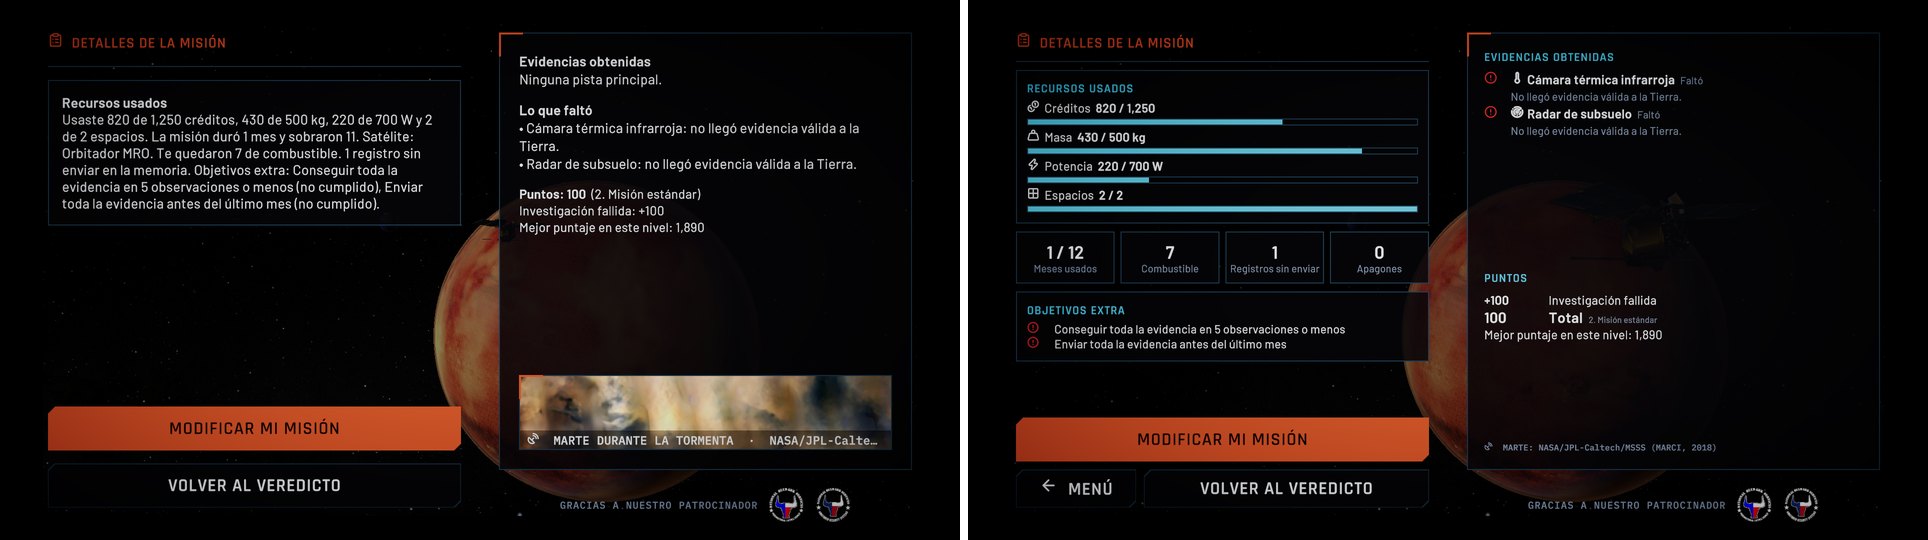 DETALLES DE LA MISIÓN
Recursos usados
Usaste 820 de 1,250 créditos, 430 de 500 kg, 220 de 700 W y 2
de 2 espacios. La misión duró 1 mes y sobraron 11. Satélite:
Orbitador MRO. Te quedaron 7 de combustible. 1 registro sin
enviar en la memoria. Objetivos extra: Conseguir toda la
evidencia en 5 observaciones o menos (no cumplido), Enviar
toda la evidencia antes del último mes (no cumplido).
MODIFICAR MI MISIÓN
VOLVER AL VEREDICTO
Evidencias obtenidas
Ninguna pista principal.
Lo que faltó
• Cámara térmica infrarroja: no llegó evidencia válida a la
Tierra.
• Radar de subsuelo: no llegó evidencia válida a la Tierra.
Puntos: 100 (2. Misión estándar)
Investigación fallida: +100
Mejor puntaje en este nivel: 1,890
MARTE DURANTE LA TORMENTA · NASA/JPL-Calte…
GRACIAS A NUESTRO PATROCINADOR
DETALLES DE LA MISIÓN
RECURSOS USADOS
Créditos 820 / 1,250
Masa 430 / 500 kg
Potencia 220 / 700 W
Espacios 2 / 2
1 / 12
Meses usados
7
Combustible
1
Registros sin enviar
0
Apagones
OBJETIVOS EXTRA
Conseguir toda la evidencia en 5 observaciones o menos
Enviar toda la evidencia antes del último mes
MODIFICAR MI MISIÓN
MENÚ
VOLVER AL VEREDICTO
EVIDENCIAS OBTENIDAS
Cámara térmica infrarroja Faltó
No llegó evidencia válida a la Tierra.
Radar de subsuelo Faltó
No llegó evidencia válida a la Tierra.
PUNTOS
+100 Investigación fallida
100 Total 2. Misión estándar
Mejor puntaje en este nivel: 1,890
MARTE: NASA/JPL-Caltech/MSSS (MARCI, 2018)
GRACIAS A NUESTRO PATROCINADOR